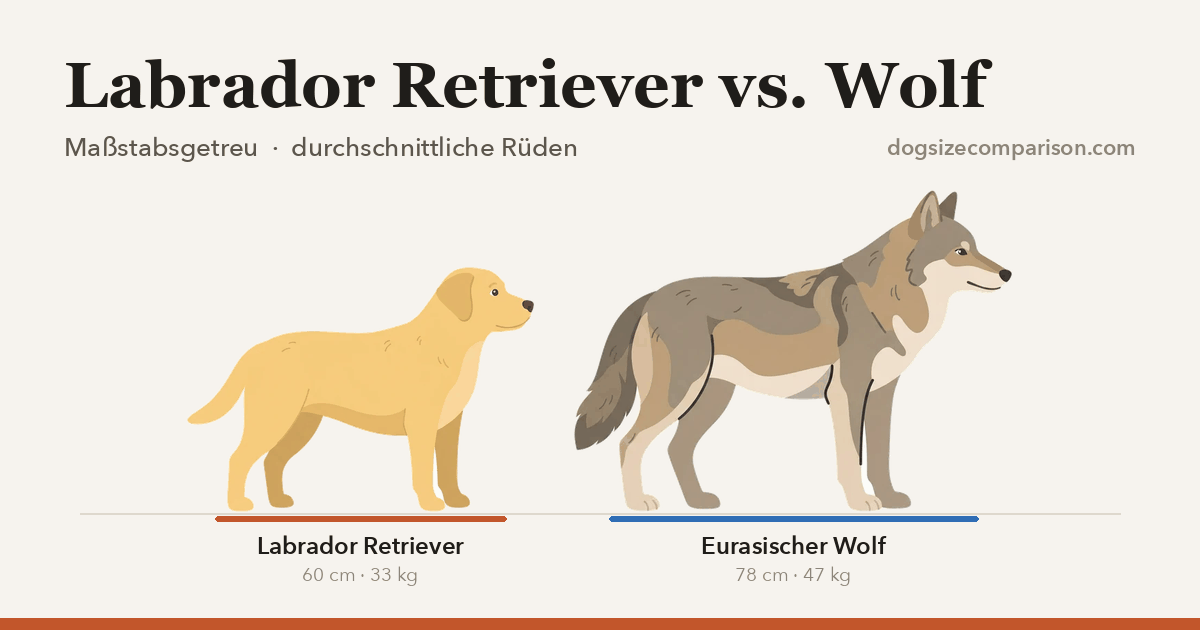 Labrador Retriever vs. Wolf
Maßstabsgetreu · durchschnittliche Rüden
dogsizecomparison.com
Labrador Retriever
60 cm · 33 kg
Eurasischer Wolf
78 cm · 47 kg